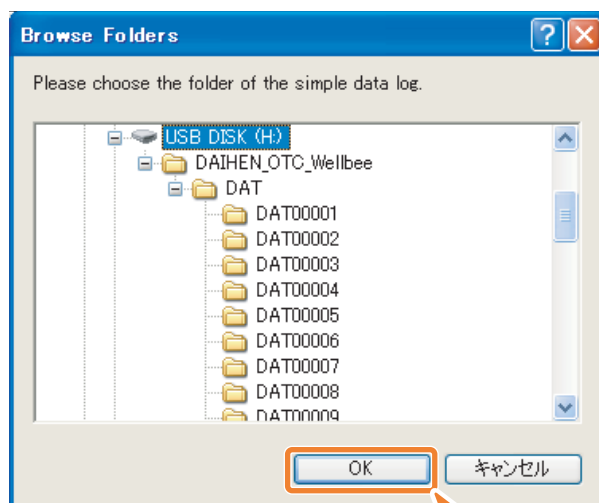 Browse Folders
Please choose the folder of the simple data log.
USB DISK (H:)
DAIHEN_OTC_Wellbee
DAT
DAT00001
DAT00002
DAT00003
DAT00004
DAT00005
DAT00006
DAT00007
DAT00008
DAT00009
OK キャンセル